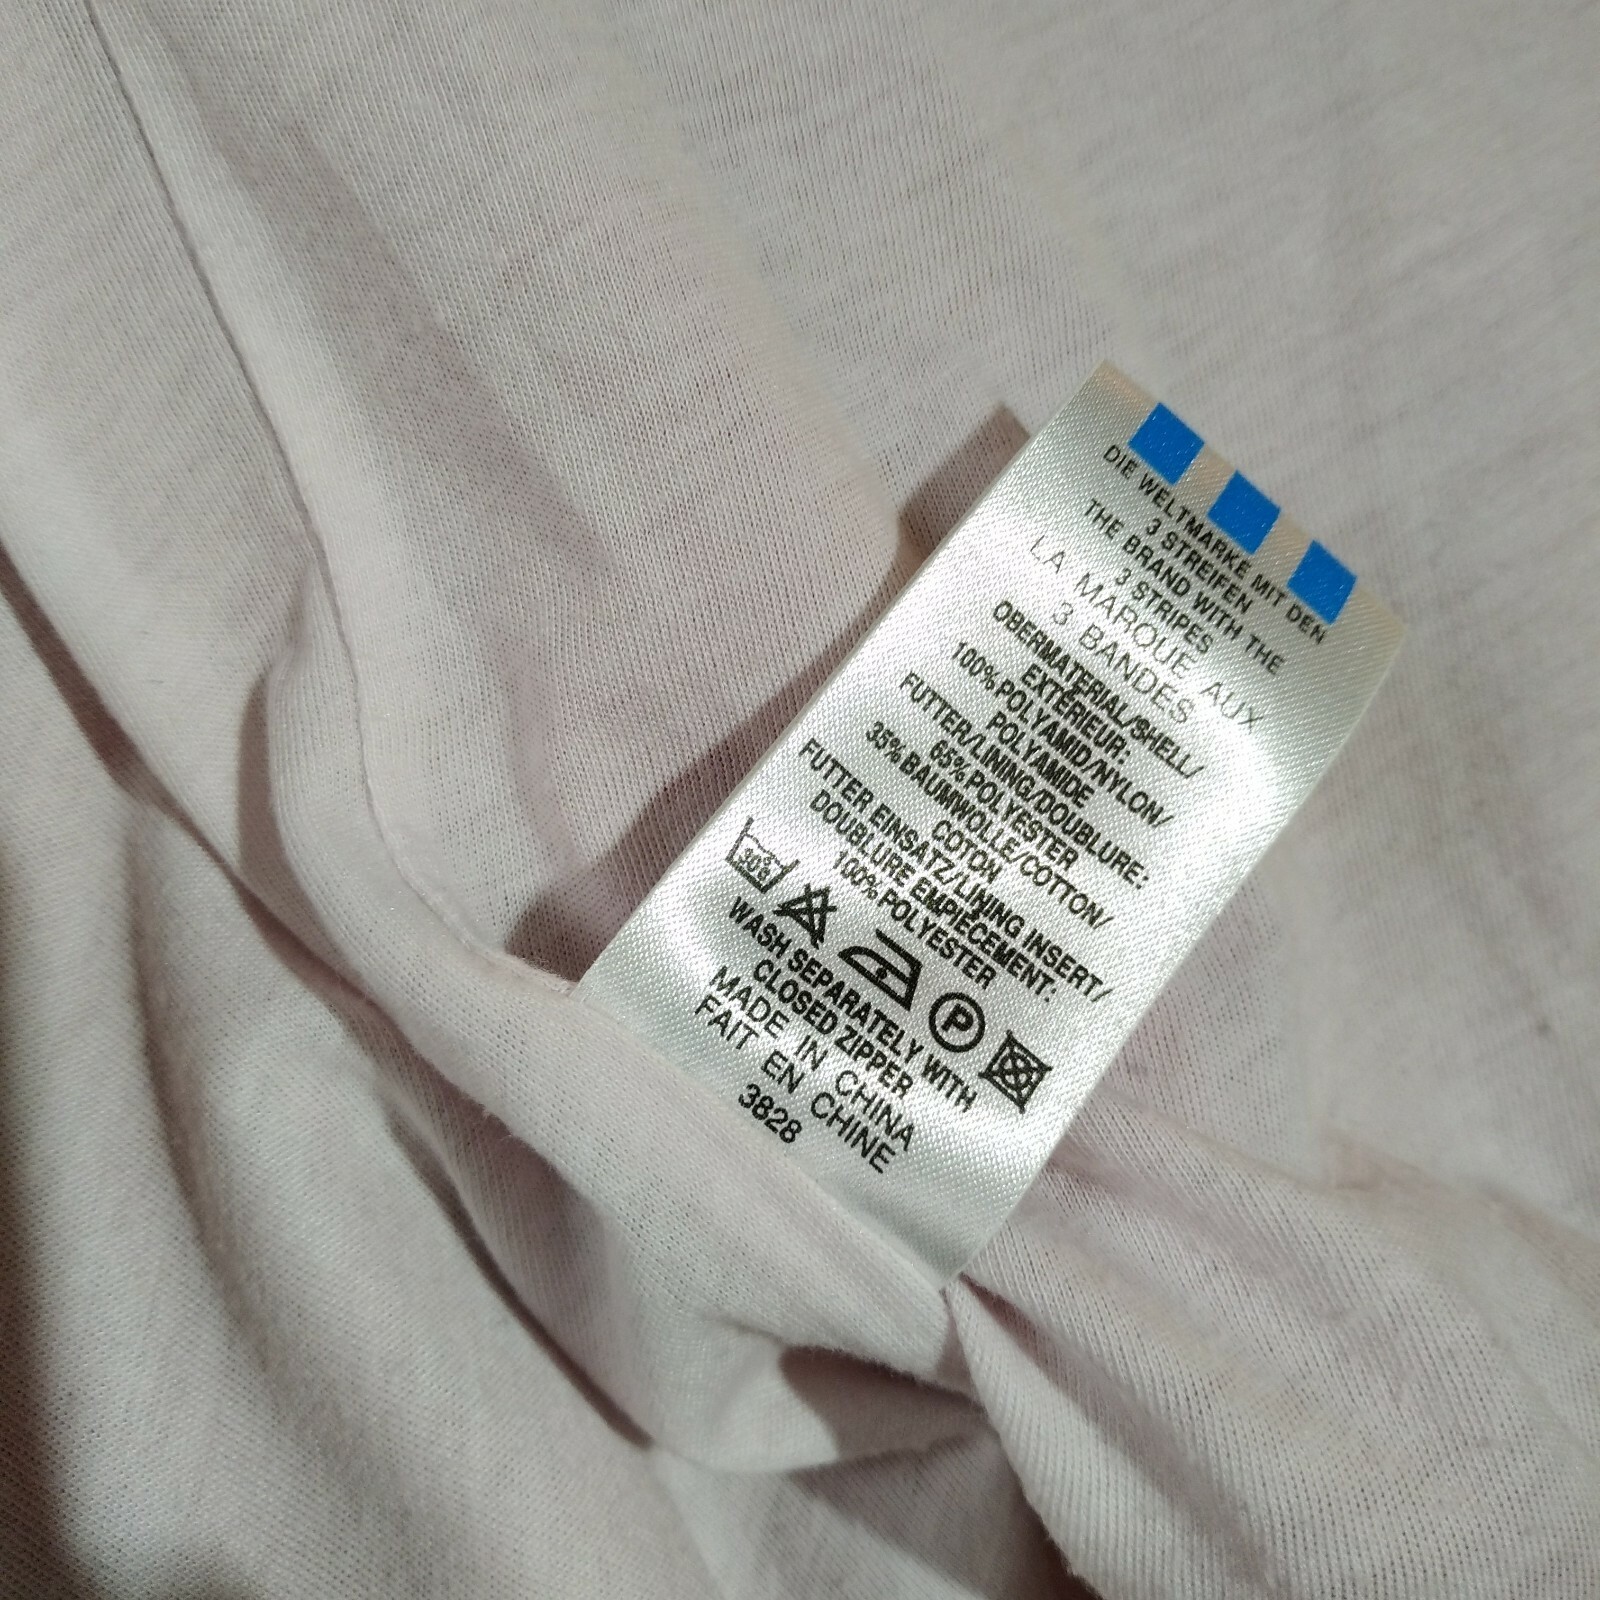 DIE WELTMARKE MIT DEN
3 STREIFEN
THE BRAND WITH THE
3 STRIPES
LA MARQUE AUX
3 BANDES
OBERMATERIAL/SHELL/
EXTÉRIEUR:
100% POLYAMID/NYLON/
POLYAMIDE
FUTTER/LINING/DOUBLURE:
65% POLYESTER
35% BAUMWOLLE/COTTON/
COTON
FUTTER EINSATZ/LINING INSERT/
DOUBLURE EMPIÈCEMENT:
100% POLYESTER
30° P
WASH SEPARATELY WITH
CLOSED ZIPPER
MADE IN CHINA
FAIT EN CHINE
3828